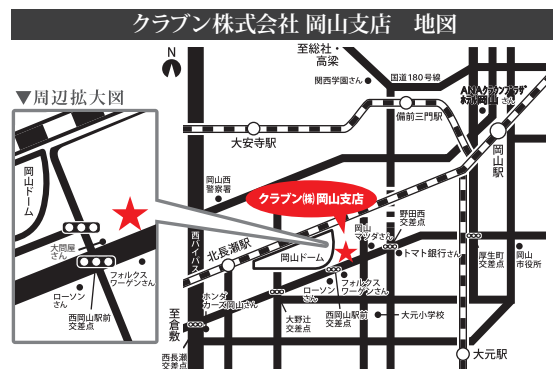 クラブン株式会社 岡山支店　地図
N
至総社・
高梁
関西学園さん
国道180号線
ANAクラウンプラザ
ホテル岡山さん
備前三門駅
大安寺駅
岡山駅
▼周辺拡大図
岡山ドーム
大問屋
さん
フォルクス
ワーゲンさん
ローソン
さん
西岡山駅前
交差点
岡山西
警察署
クラブン㈱ 岡山支店
西バイパス
北長瀬駅
岡山ドーム
岡山
マツダさん
野田西
交差点
トマト銀行さん
厚生町
交差点
岡山
市役所
ホンダ
カーズ岡山さん
ローソン
さん
フォルクス
ワーゲンさん
至倉敷
大野辻
交差点
西岡山駅前
交差点
大元小学校
西長瀬
交差点
大元駅